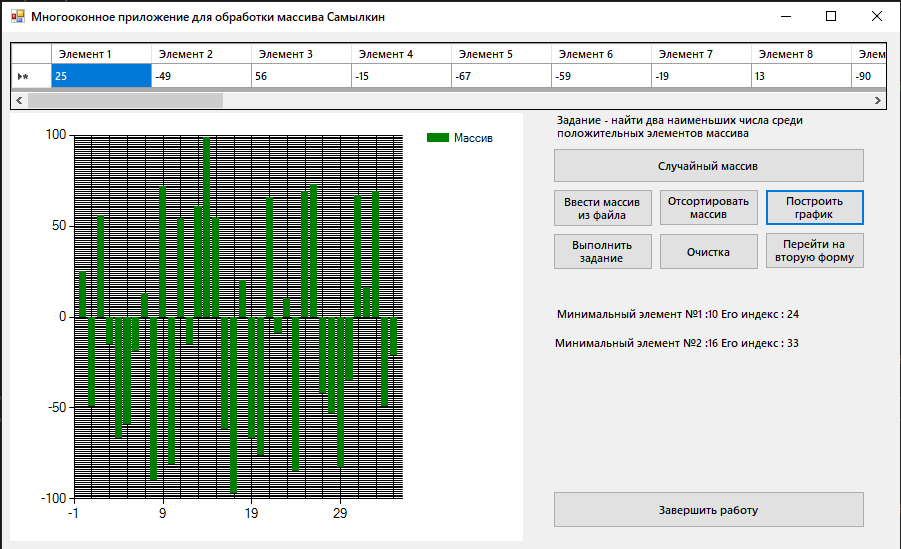 Многооконное приложение для обработки массива Самылкин
Элемент 1 Элемент 2 Элемент 3 Элемент 4 Элемент 5 Элемент 6 Элемент 7 Элемент 8 Элем
25 -49 56 -15 -67 -59 -19 13 -90
Задание - найти два наименьших числа среди
положительных элементов массива
Случайный массив
Ввести массив
из файла
Отсортировать
массив
Построить
график
Выполнить
задание
Очистка
Перейти на
вторую форму
Минимальный элемент №1 :10 Его индекс : 24
Минимальный элемент №2 :16 Его индекс : 33
Завершить работу
Массив
100
50
0
-50
-100
-1 9 19 29